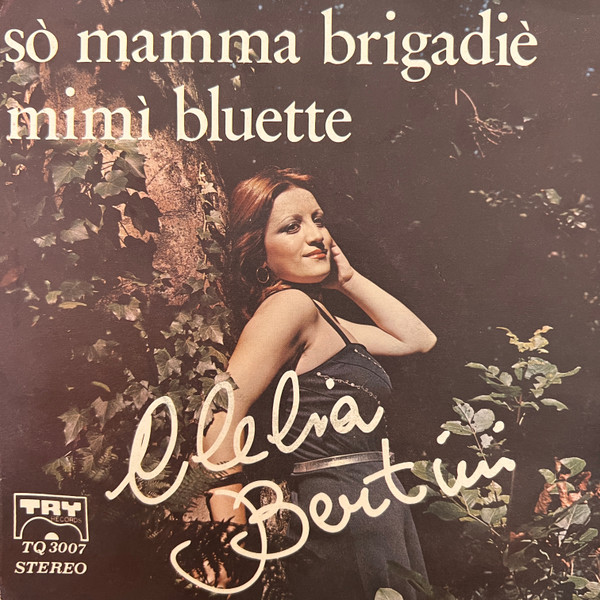 sò mamma brigadiè
mimì bluette
Clelia
Bertini
TRY
RECORDS
TQ 3007
STEREO